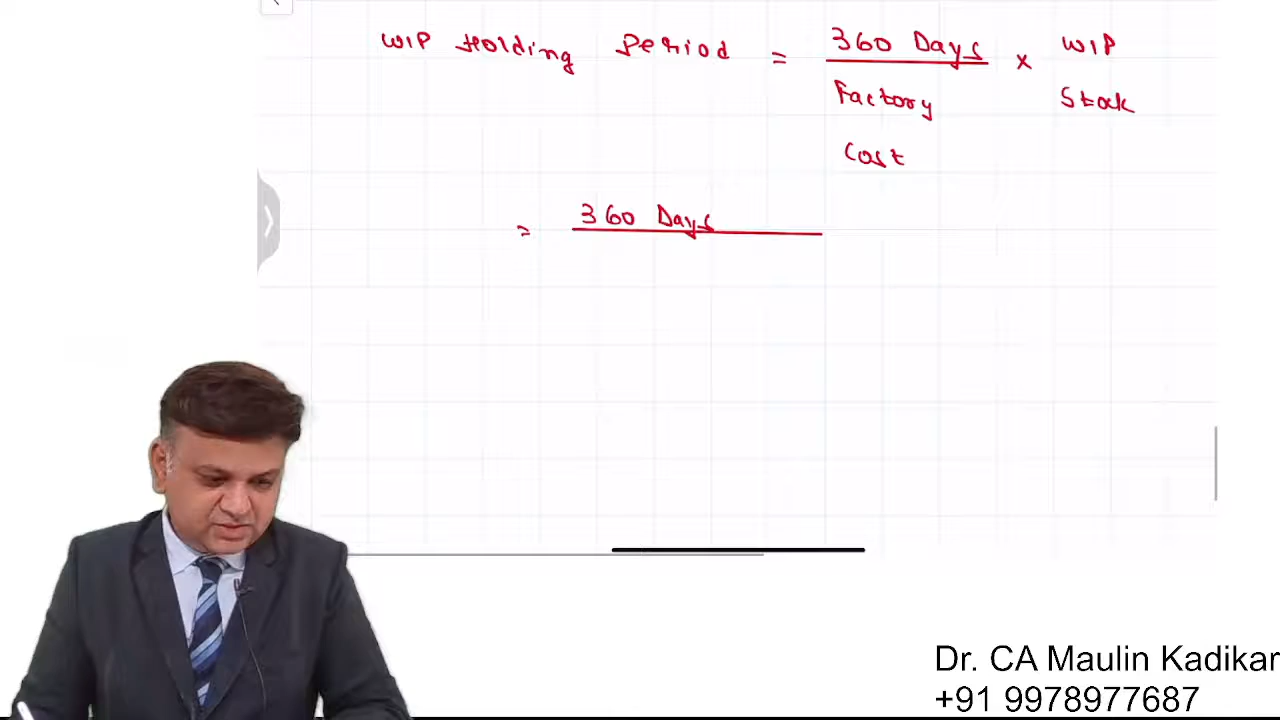 WIP Holding Period = 360 Days × WIP
Factory Stock
Cost
= 360 Days
Dr. CA Maulin Kadikar
+91 9978977687